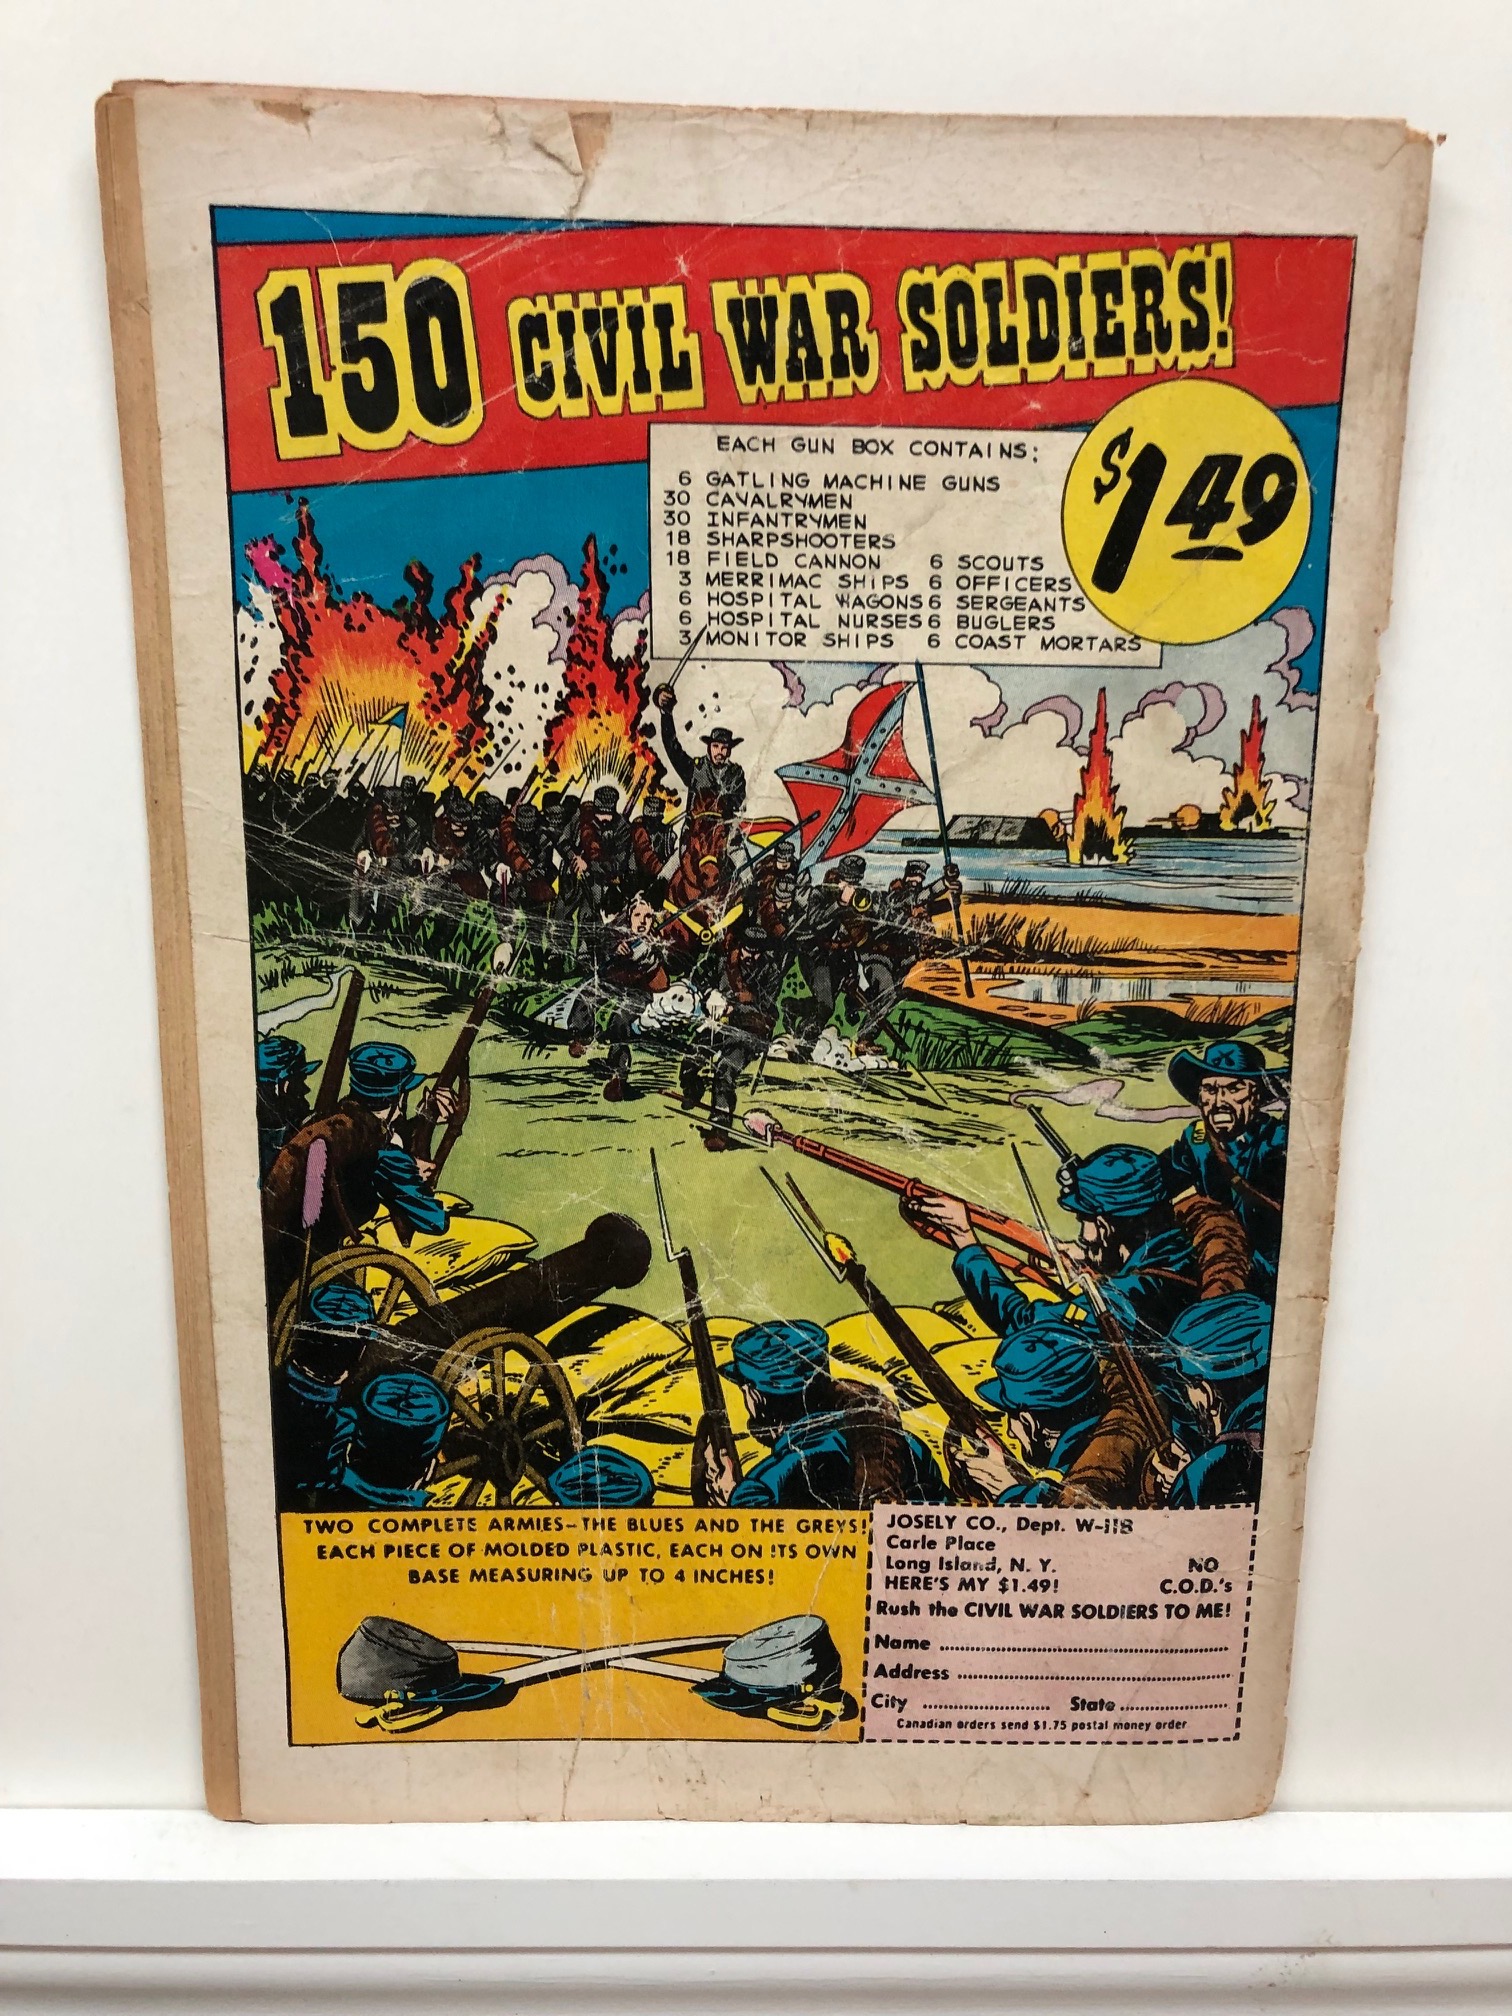 150 CIVIL WAR SOLDIERS!
$1.49
EACH GUN BOX CONTAINS:
6 GATLING MACHINE GUNS
30 CAVALRYMEN
30 INFANTRYMEN
18 SHARPSHOOTERS
18 FIELD CANNON 6 SCOUTS
3 MERRIMAC SHIPS 6 OFFICERS
6 HOSPITAL WAGONS 6 SERGEANTS
6 HOSPITAL NURSES 6 BUGLERS
3 MONITOR SHIPS 6 COAST MORTARS
TWO COMPLETE ARMIES-THE BLUES AND THE GREYS!
EACH PIECE OF MOLDED PLASTIC, EACH ON ITS OWN
BASE MEASURING UP TO 4 INCHES!
JOSELY CO., Dept. W-11B
Carle Place
Long Island, N. Y. NO
HERE'S MY $1.49! C.O.D.'s
Rush the CIVIL WAR SOLDIERS TO ME!
Name
Address
City State
Canadian orders send $1.75 postal money order